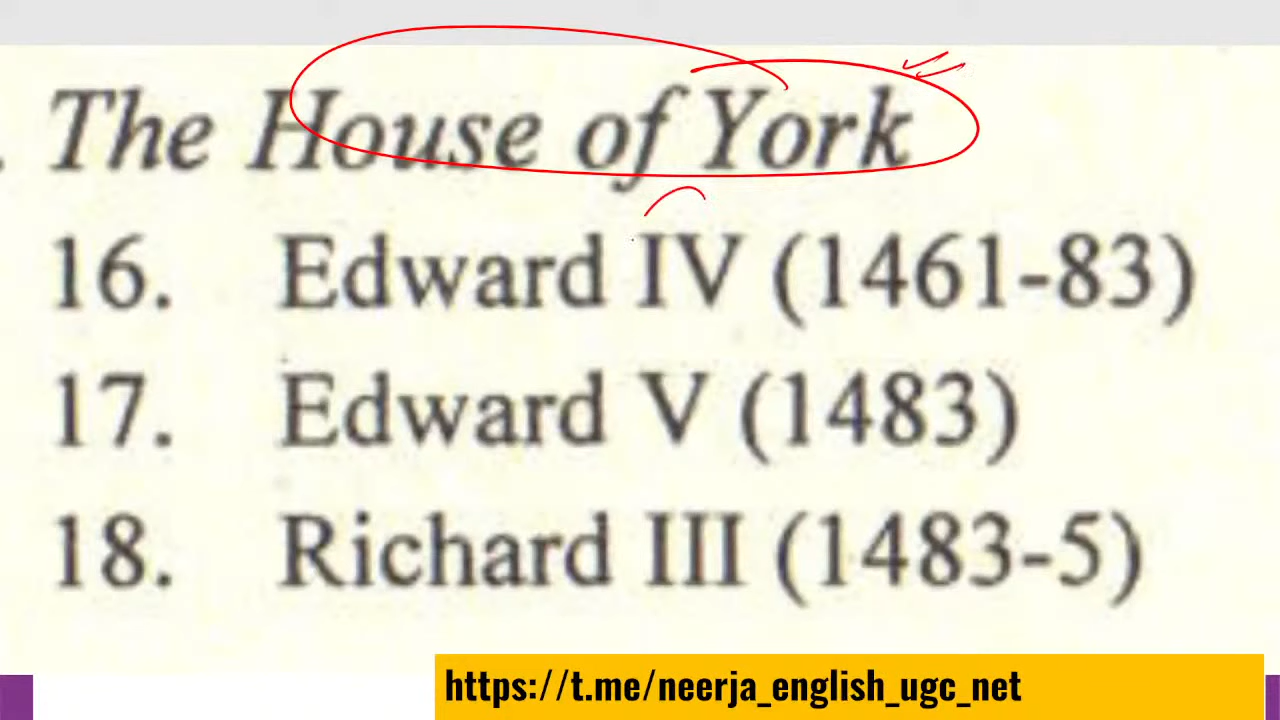 . The House of York
16. Edward IV (1461-83)
17. Edward V (1483)
18. Richard III (1483-5)
https://t.me/neerja_english_ugc_net